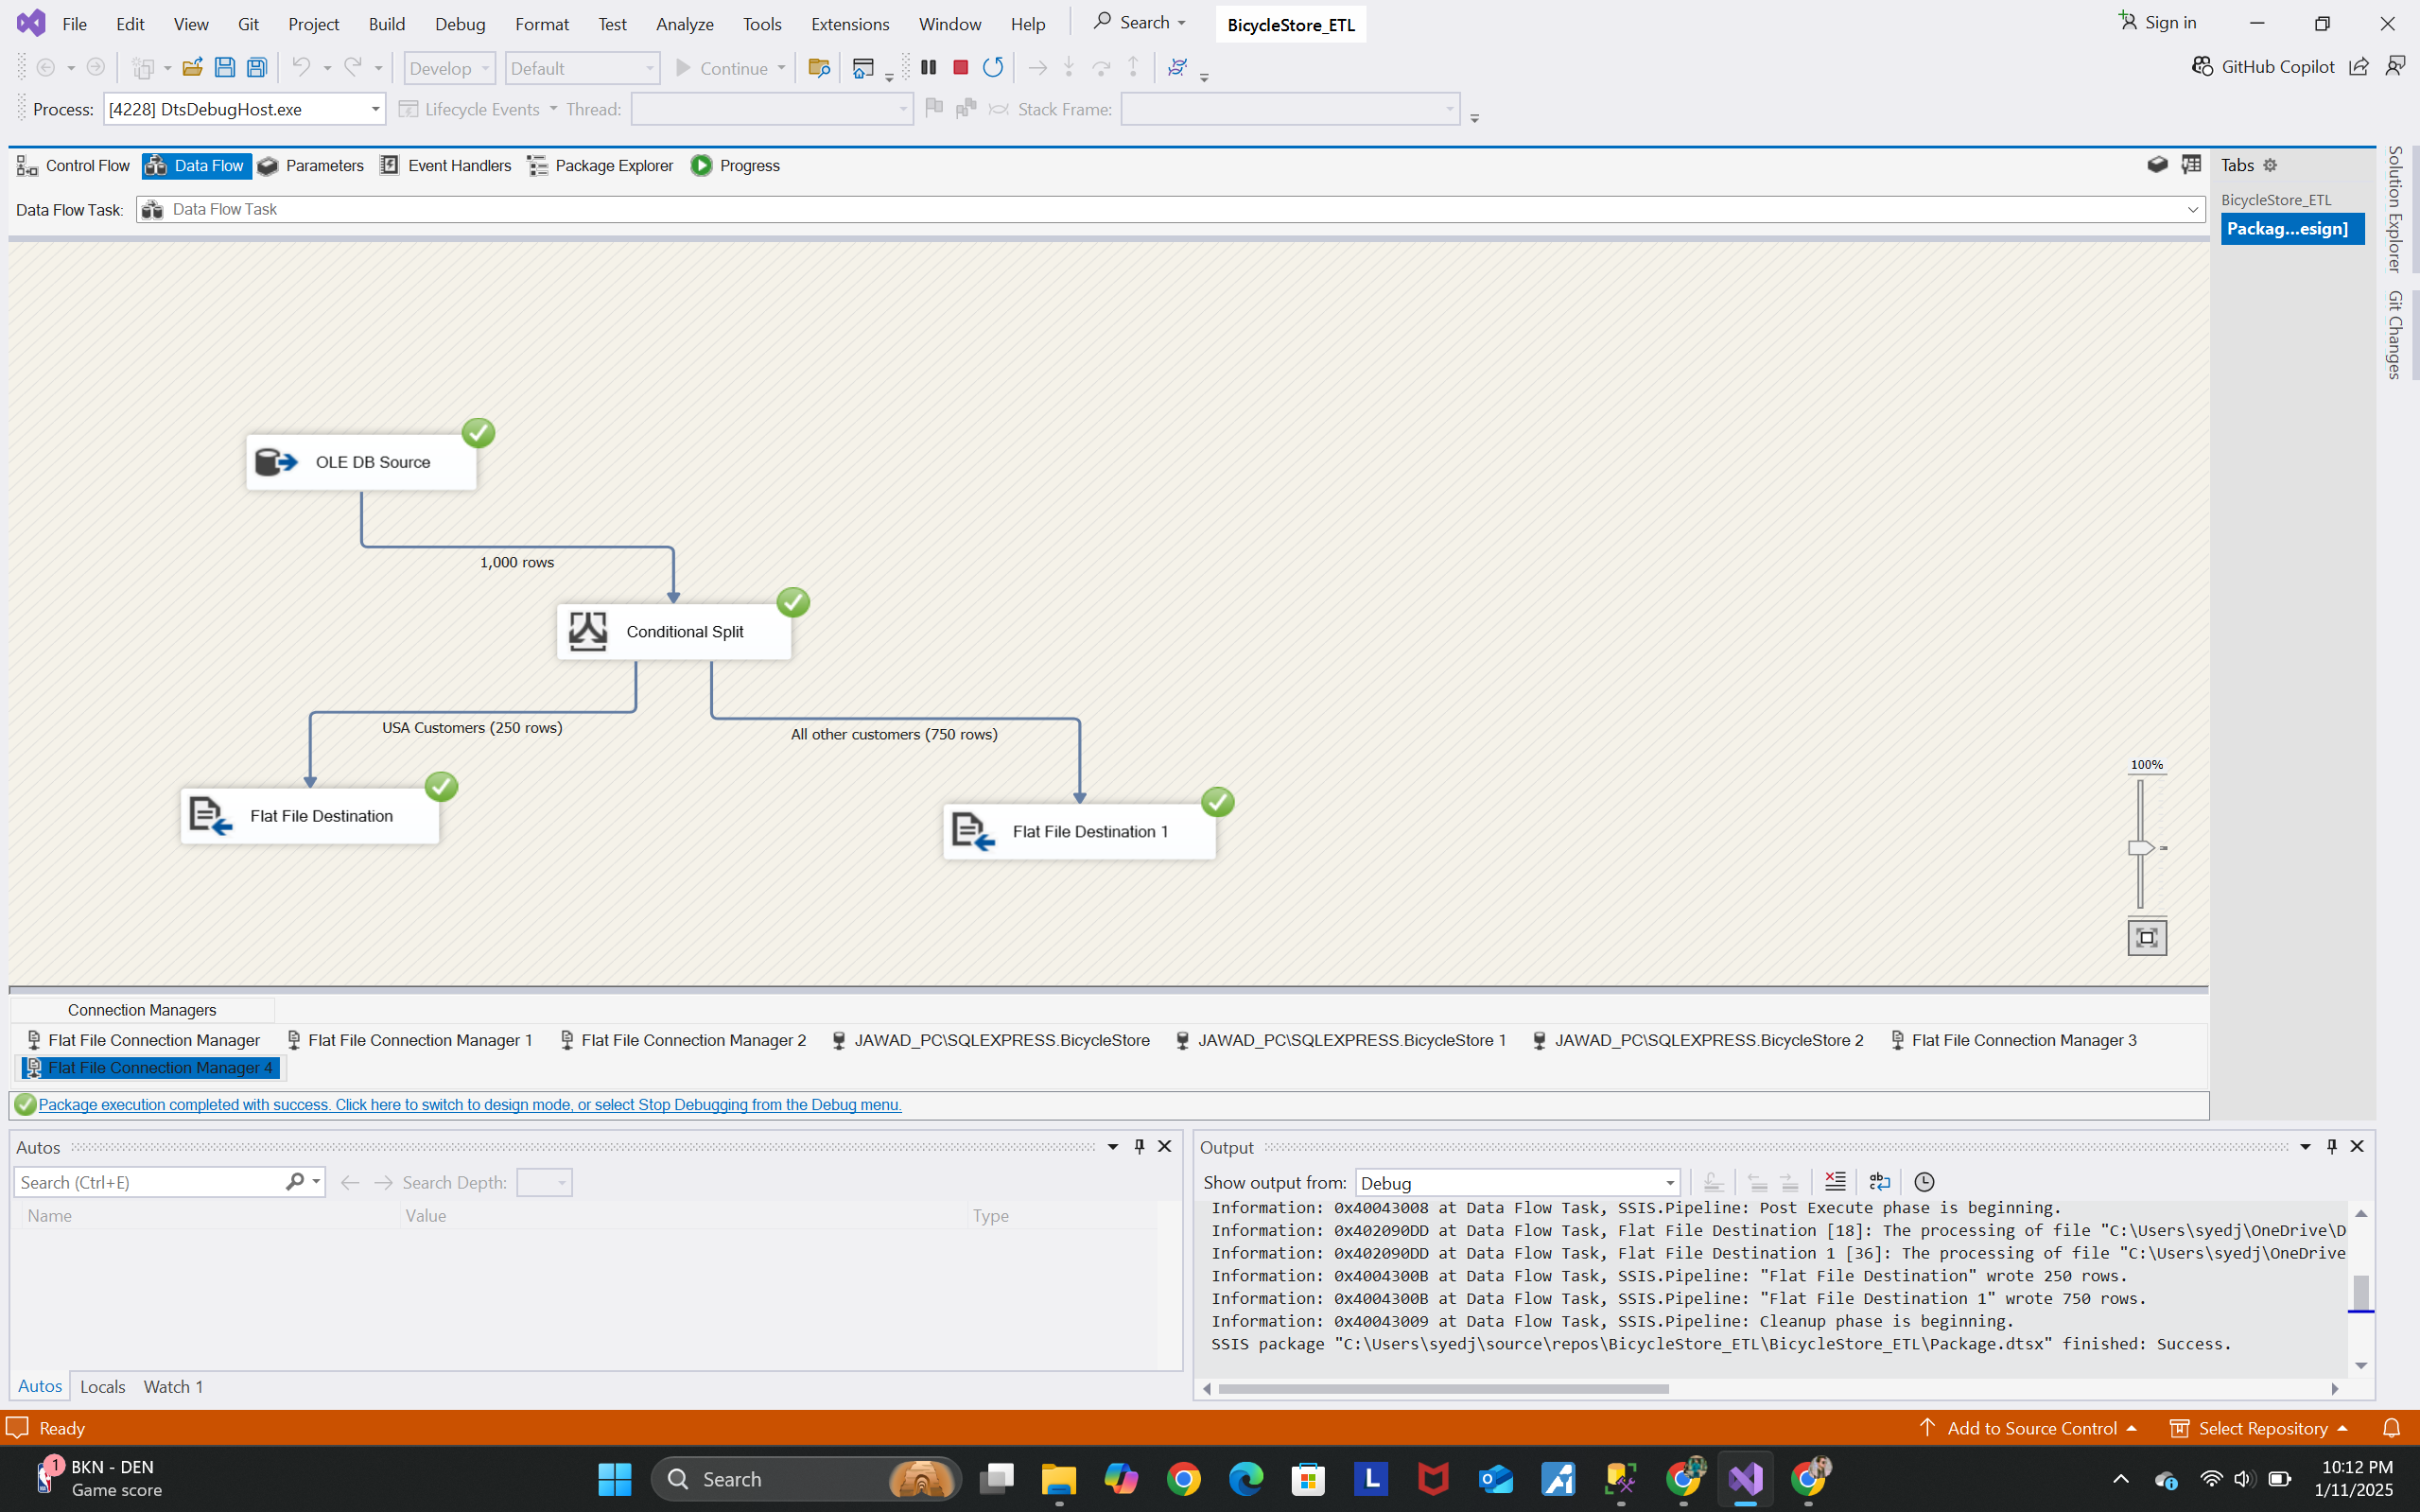 File Edit View Git Project Build Debug Format Test Analyze Tools Extensions Window Help Search BicycleStore_ETL Sign in
Develop Default Continue GitHub Copilot
Process: [4228] DtsDebugHost.exe Lifecycle Events Thread: Stack Frame:
Control Flow Data Flow Parameters Event Handlers Package Explorer Progress
Data Flow Task: Data Flow Task
Tabs
BicycleStore_ETL
Packag...esign]
Solution Explorer
Git Changes
OLE DB Source
1,000 rows
Conditional Split
USA Customers (250 rows)
All other customers (750 rows)
Flat File Destination
Flat File Destination 1
100%
Connection Managers
Flat File Connection Manager Flat File Connection Manager 1 Flat File Connection Manager 2 JAWAD_PC\SQLEXPRESS.BicycleStore JAWAD_PC\SQLEXPRESS.BicycleStore 1 JAWAD_PC\SQLEXPRESS.BicycleStore 2 Flat File Connection Manager 3
Flat File Connection Manager 4
Package execution completed with success. Click here to switch to design mode, or select Stop Debugging from the Debug menu.
Autos
Search (Ctrl+E) Search Depth:
Name Value Type
Autos Locals Watch 1
Output
Show output from: Debug
Information: 0x40043008 at Data Flow Task, SSIS.Pipeline: Post Execute phase is beginning.
Information: 0x402090DD at Data Flow Task, Flat File Destination [18]: The processing of file "C:\Users\syedj\OneDrive\D
Information: 0x402090DD at Data Flow Task, Flat File Destination 1 [36]: The processing of file "C:\Users\syedj\OneDrive
Information: 0x4004300B at Data Flow Task, SSIS.Pipeline: "Flat File Destination" wrote 250 rows.
Information: 0x4004300B at Data Flow Task, SSIS.Pipeline: "Flat File Destination 1" wrote 750 rows.
Information: 0x40043009 at Data Flow Task, SSIS.Pipeline: Cleanup phase is beginning.
SSIS package "C:\Users\syedj\source\repos\BicycleStore_ETL\BicycleStore_ETL\Package.dtsx" finished: Success.
Ready Add to Source Control Select Repository
1 BKN - DEN
Game score
Search
L
10:12 PM
1/11/2025